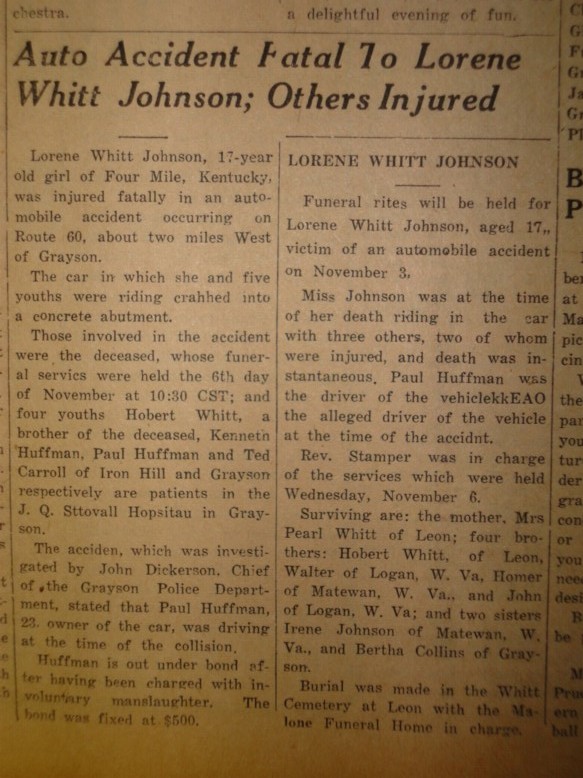 chestra.
a delightful evening of fun.
Auto Accident Fatal To Lorene
Whitt Johnson; Others Injured
Lorene Whitt Johnson, 17-year
old girl of Four Mile, Kentucky,
was injured fatally in an auto-
mobile accident occurring on
Route 60, about two miles West
of Grayson.
The car in which she and five
youths were riding crahhed into
a concrete abutment.
Those involved in the accident
were the deceased, whose funer-
al servics were held the 6th day
of November at 10:30 CST; and
four youths Hobert Whitt, a
brother of the deceased, Kenneth
Huffman, Paul Huffman and Ted
Carroll of Iron Hill and Grayson
respectively are patients in the
J. Q. Sttovall Hopsitau in Gray-
son.
The acciden, which was investi-
gated by John Dickerson, Chief
of the Grayson Police Depart-
ment, stated that Paul Huffman,
23, owner of the car, was driving
at the time of the collision.
Huffman is out under bond af-
ter having been charged with in-
voluntary manslaughter. The
bond was fixed at $500.
LORENE WHITT JOHNSON
Funeral rites will be held for
Lorene Whitt Johnson, aged 17,,
victim of an automobile accident
on November 3,
Miss Johnson was at the time
of her death riding in the car
with three others, two of whom
were injured, and death was in-
stantaneous. Paul Huffman was
the driver of the vehiclekkEAO
the alleged driver of the vehicle
at the time of the accidnt.
Rev. Stamper was in charge
of the services which were held
Wednesday, November 6.
Surviving are: the mother, Mrs
Pearl Whitt of Leon; four bro-
thers: Hobert Whitt, of Leon,
Walter of Logan, W. Va, Homer
of Matewan, W. Va., and John
of Logan, W. Va; and two sisters
Irene Johnson of Matewan, W.
Va., and Bertha Collins of Gray-
son.
Burial was made in the Whitt
Cemetery at Leon with the Ma-
lone Funeral Home in charge.